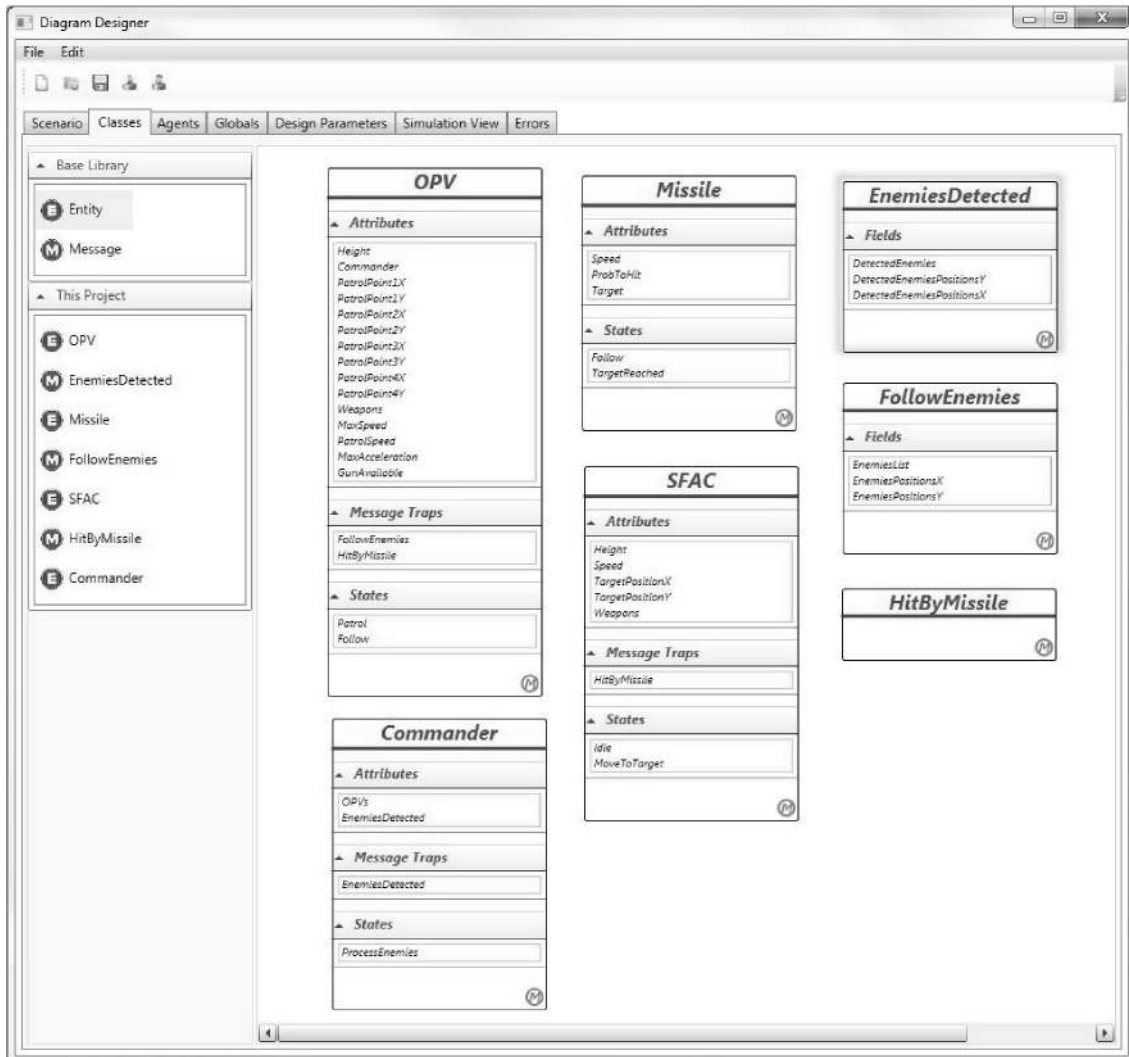 Diagram Designer
File Edit
Scenario Classes Agents Globals Design Parameters Simulation View Errors
Base Library
E Entity
M Message
This Project
E OPV
M EnemiesDetected
E Missile
M FollowEnemies
E SFAC
M HitByMissile
E Commander
OPV
Attributes
Height
Commander
PatrolPoint1X
PatrolPoint1Y
PatrolPoint2X
PatrolPoint2Y
PatrolPoint3X
PatrolPoint3Y
PatrolPoint4X
PatrolPoint4Y
Weapons
MaxSpeed
PatrolSpeed
MaxAcceleration
GunAvailable
Message Traps
FollowEnemies
HitByMissile
States
Patrol
Follow
M
Commander
Attributes
OPVs
EnemiesDetected
Message Traps
EnemiesDetected
States
ProcessEnemies
M
Missile
Attributes
Speed
ProbToHit
Target
States
Follow
TargetReached
M
SFAC
Attributes
Height
Speed
TargetPositionX
TargetPositionY
Weapons
Message Traps
HitByMissile
States
Idle
MoveToTarget
M
EnemiesDetected
Fields
DetectedEnemies
DetectedEnemiesPositionsY
DetectedEnemiesPositionsX
M
FollowEnemies
Fields
EnemiesList
EnemiesPositionsX
EnemiesPositionsY
M
HitByMissile
M